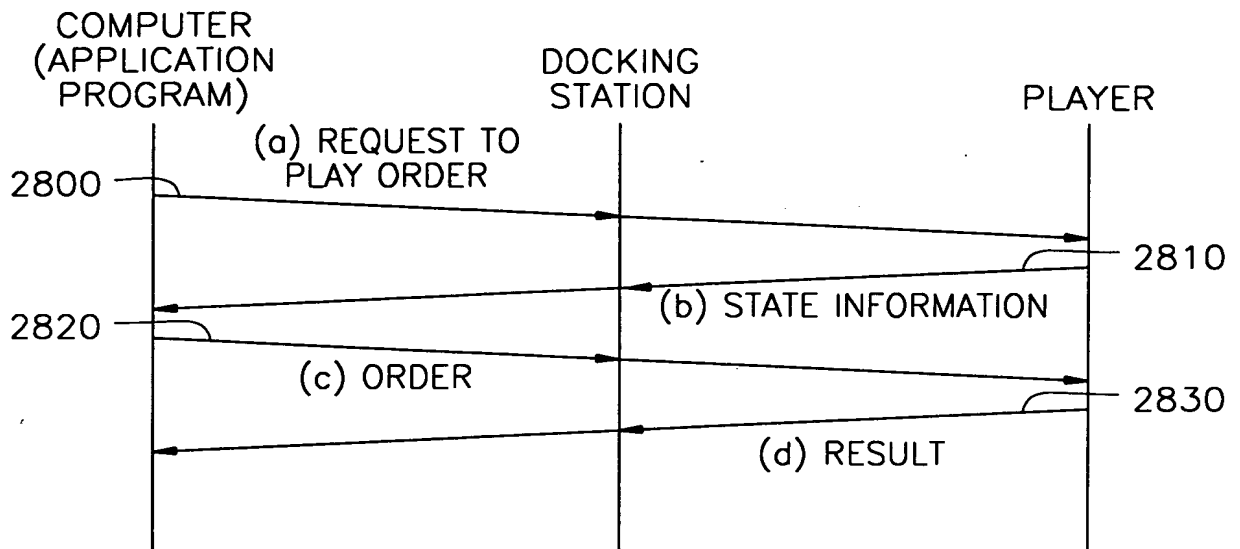 COMPUTER
(APPLICATION
PROGRAM)
DOCKING
STATION
PLAYER
(a) REQUEST TO
PLAY ORDER
2800
2810
(b) STATE INFORMATION
2820
(c) ORDER
2830
(d) RESULT